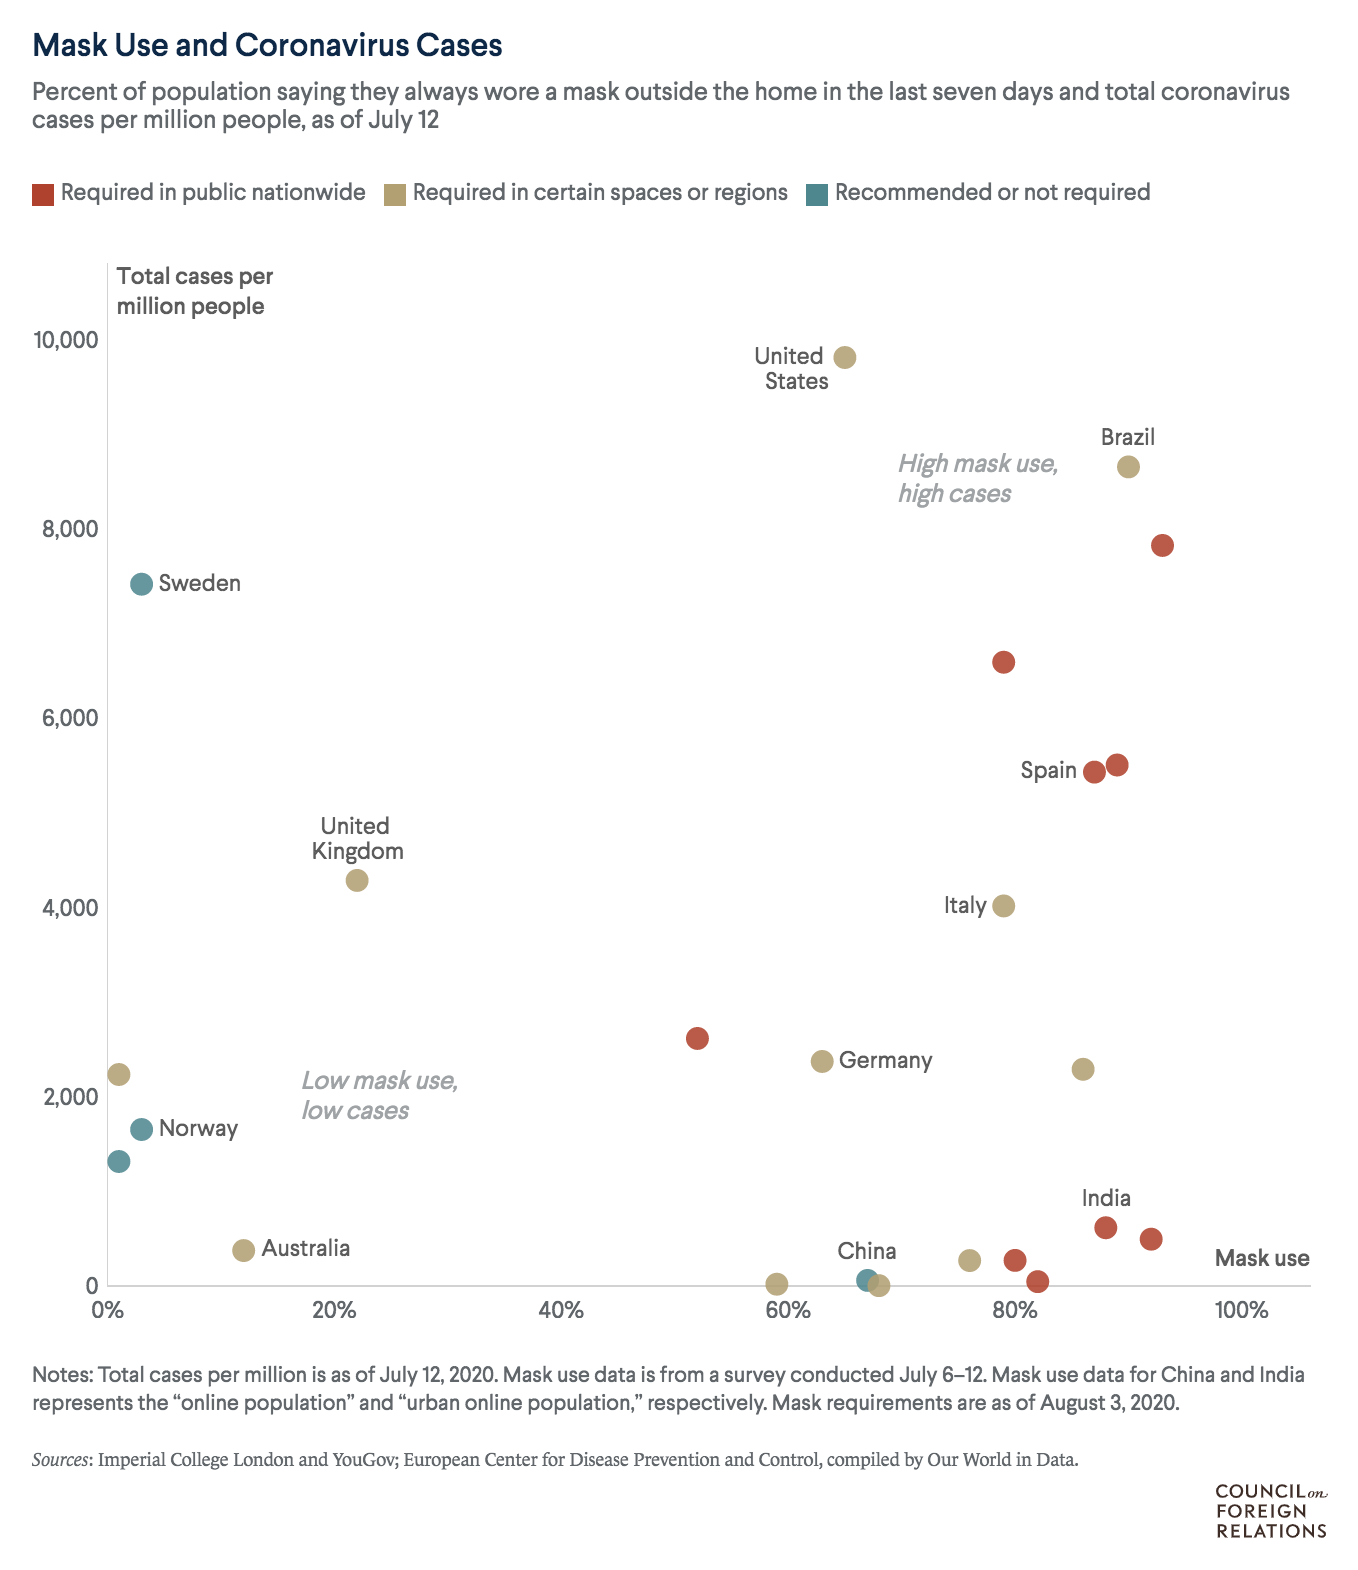 Mask Use and Coronavirus Cases
Percent of population saying they always wore a mask outside the home in the last seven days and total coronavirus
cases per million people, as of July 12
Required in public nationwide
Required in certain spaces or regions
Recommended or not required
Total cases per
million people
10,000
United
States
Brazil
High mask use,
high cases
8,000
Sweden
6,000
Spain
United
Kingdom
4,000
Italy
Germany
Low mask use,
low cases
2,000
Norway
India
Australia
China
Mask use
0
0%
20%
40%
60%
80%
100%
Notes: Total cases per million is as of July 12, 2020. Mask use data is from a survey conducted July 6–12. Mask use data for China and India
represents the “online population” and “urban online population,” respectively. Mask requirements are as of August 3, 2020.
Sources: Imperial College London and YouGov; European Center for Disease Prevention and Control, compiled by Our World in Data.
COUNCIL on
FOREIGN
RELATIONS